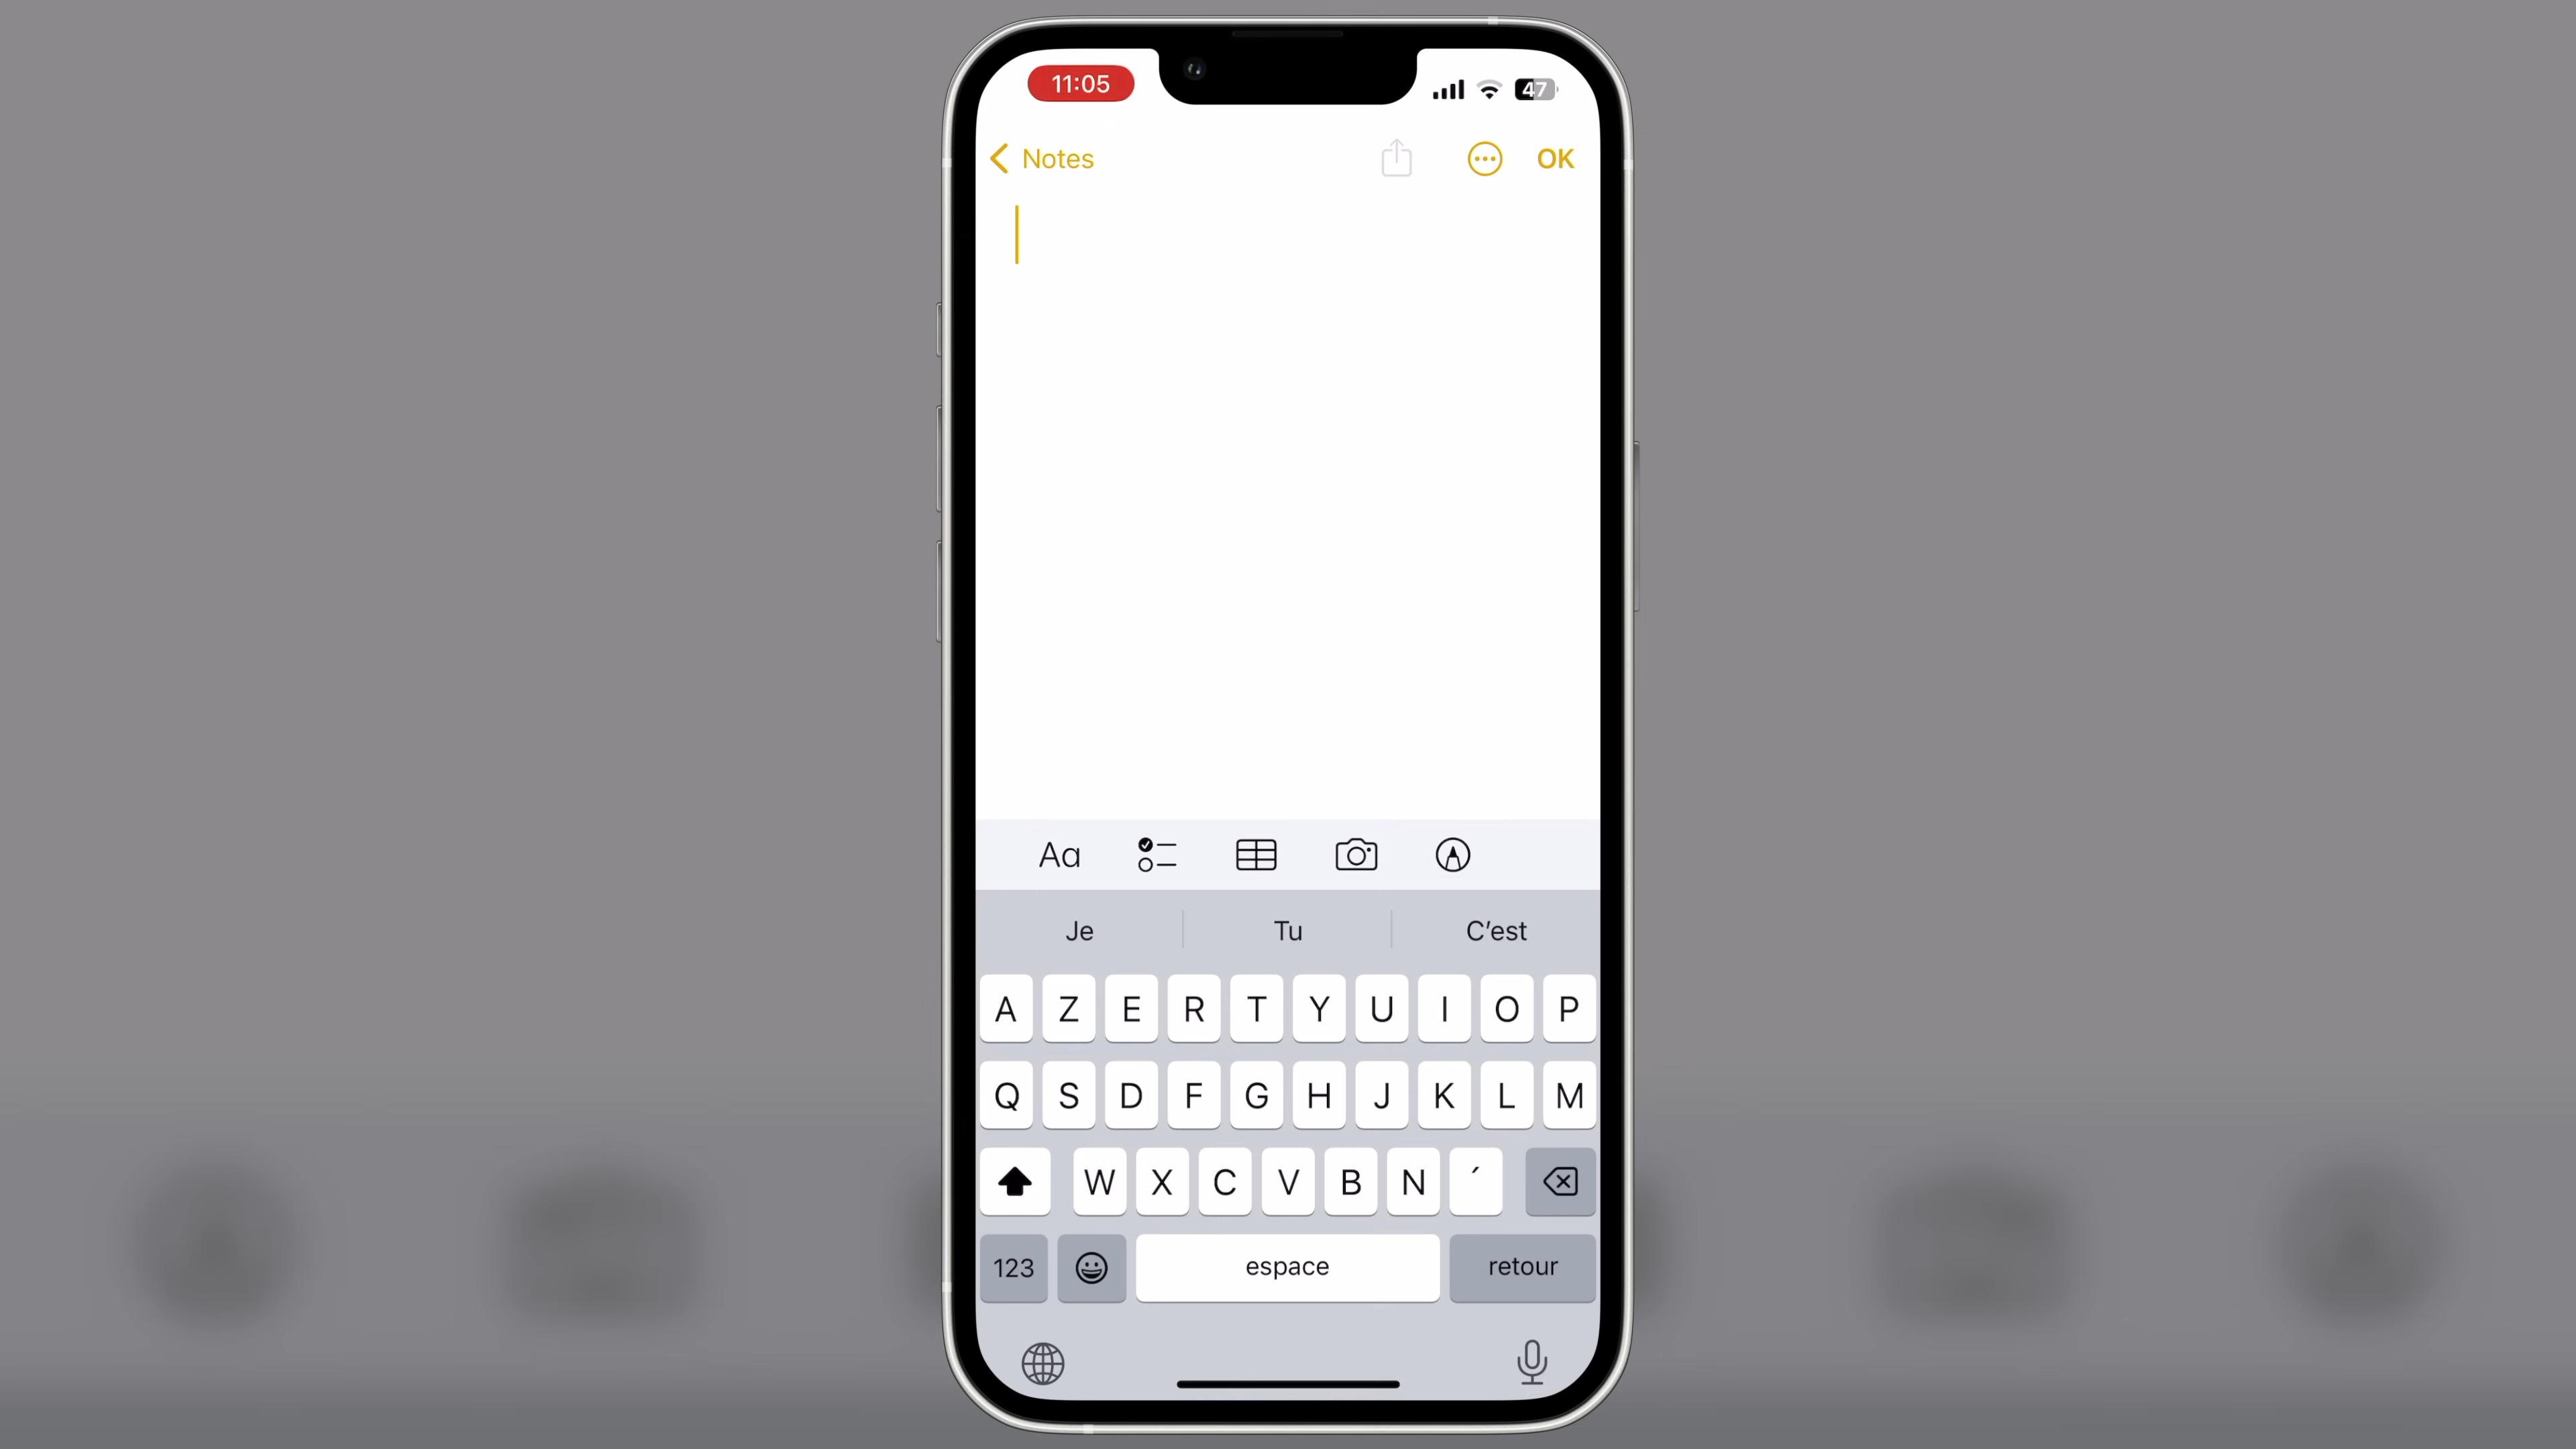 11:05 47
Notes OK
Aa
Je Tu C’est
A Z E R T Y U I O P
Q S D F G H J K L M
W X C V B N ´
123 espace retour